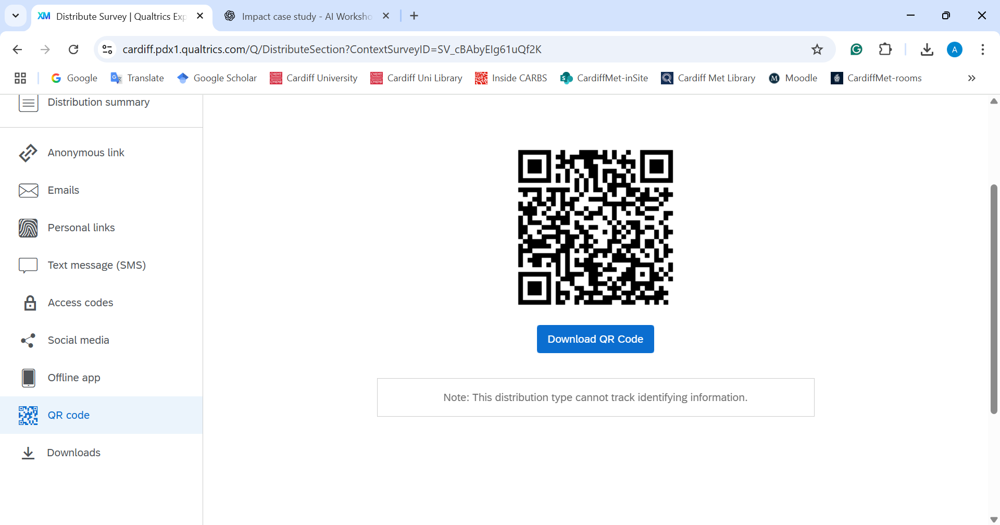 XM Distribute Survey | Qualtrics Exp
Impact case study - AI Worksho
cardiff.pdx1.qualtrics.com/Q/DistributeSection?ContextSurveyID=SV_cBAbyEIg61uQf2K
A
Google
Translate
Google Scholar
Cardiff University
Cardiff Uni Library
Inside CARBS
CardiffMet-inSite
Cardiff Met Library
Moodle
CardiffMet-rooms
Distribution summary
Anonymous link
Emails
Personal links
Text message (SMS)
Access codes
Social media
Offline app
QR code
Downloads
Download QR Code
Note: This distribution type cannot track identifying information.